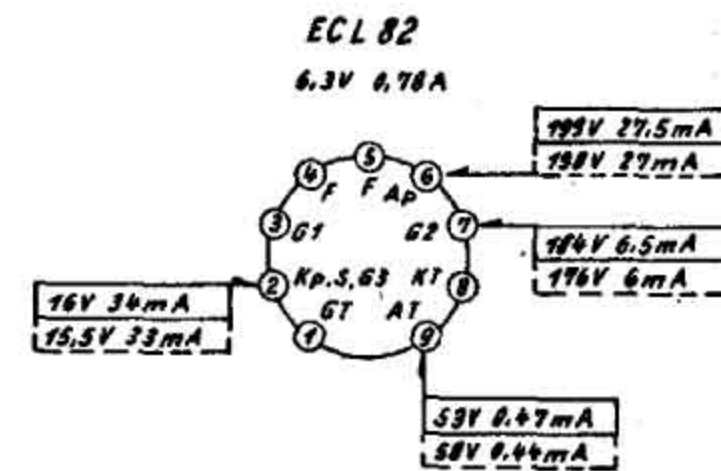 ECL 82
6,3V 0,78A
199V 27,5mA
198V 27mA
5
4
F
F
AP
6
3
G1
G2
7
184V 6,5mA
176V 6mA
2
KP, S, G3
KT
8
16V 34mA
15,5V 33mA
1
GT
AT
9
53V 0,47mA
50V 0,44mA